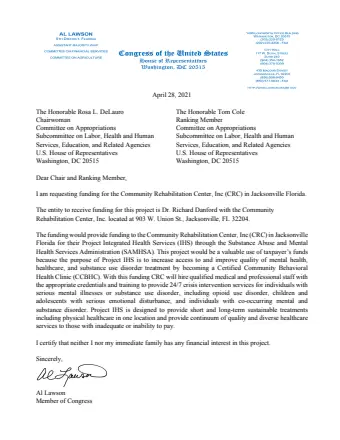 AL LAWSON
5TH DISTRICT, FLORIDA
ASSISTANT MAJORITY WHIP
COMMITTEE ON FINANCIAL SERVICES
COMMITTEE ON AGRICULTURE
Congress of the United States
House of Representatives
Washington, DC 20515
April 28, 2021
The Honorable Rosa L. DeLauro
Chairwoman
Committee on Appropriations
Subcommittee on Labor, Health and Human
Services, Education, and Related Agencies
U.S. House of Representatives
Washington, DC 20515
The Honorable Tom Cole
Ranking Member
Committee on Appropriations
Subcommittee on Labor, Health and Human
Services, Education, and Related Agencies
U.S. House of Representatives
Washington, DC 20515
Dear Chair and Ranking Member,
I am requesting funding for the Community Rehabilitation Center, Inc (CRC) in Jacksonville Florida.
The entity to receive funding for this project is Dr. Richard Danford with the Community
Rehabilitation Center, Inc. located at 903 W. Union St., Jacksonville, FL 32204.
The funding would provide funding to the Community Rehabilitation Center, Inc (CRC) in Jacksonville
Florida for their Project Integrated Health Services (IHS) through the Substance Abuse and Mental
Health Services Administration (SAMHSA). This project would be a valuable use of taxpayer's funds
because the purpose of Project IHS is to increase access to and improve quality of mental health,
healthcare, and substance use disorder treatment by becoming a Certified Community Behavioral
Health Clinic (CCBHC). With this funding CRC will hire qualified medical and professional staff with
the appropriate credentials and training to provide 24/7 crisis intervention services for individuals with
serious mental illnesses or substance use disorder, including opioid use disorder, children and
adolescents with serious emotional disturbance, and individuals with co-occurring mental and
substance disorder. Project IHS is designed to provide short and long-term sustainable treatments
including physical healthcare in one location and provide continuum of quality and diverse healthcare
services to those with inadequate or inability to pay.
I certify that neither I nor my immediate family has any financial interest in this project.
Sincerely,
Al Lawson
Al Lawson
Member of Congress